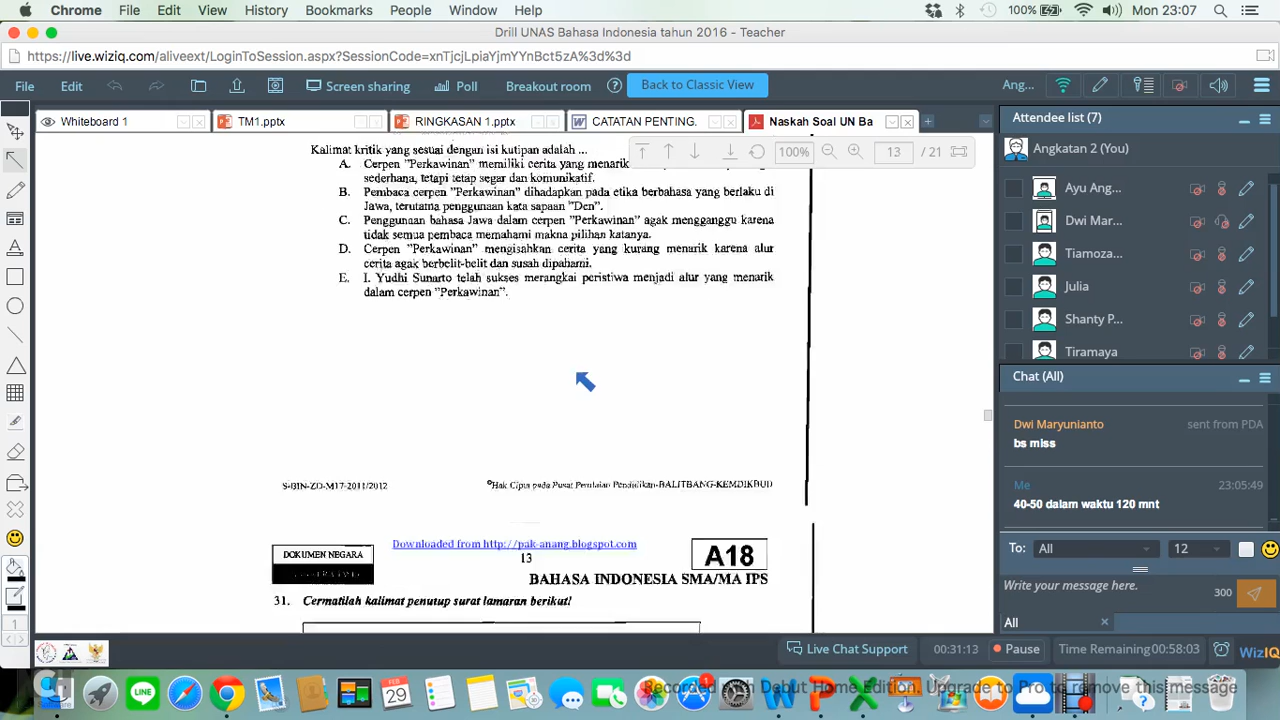 Chrome File Edit View History Bookmarks People Window Help 100% Mon 23:07
Drill UNAS Bahasa Indonesia tahun 2016 - Teacher
https://live.wiziq.com/aliveext/LoginToSession.aspx?SessionCode=xnTjcjLpiaYjmYYnBct5zA%3d%3d
File Edit Screen sharing Poll Breakout room Back to Classic View Ang...
Whiteboard 1 TM1.pptx RINGKASAN 1.pptx CATATAN PENTING. Naskah Soal UN Ba
100% 13 / 21
Kalimat kritik yang sesuai dengan isi kutipan adalah ...
A. Cerpen "Perkawinan" memiliki cerita yang menarik
sederhana, tetapi tetap segar dan komunikatif.
B. Pembaca cerpen "Perkawinan" dihadapkan pada etika berbahasa yang berlaku di
Jawa, terutama penggunaan kata sapaan "Den".
C. Penggunaan bahasa Jawa dalam cerpen "Perkawinan" agak mengganggu karena
tidak semua pembaca memahami makna pilihan katanya.
D. Cerpen "Perkawinan" mengisahkan cerita yang kurang menarik karena alur
cerita agak berbelit-belit dan susah dipahami.
E. I. Yudhi Sunarto telah sukses merangkai peristiwa menjadi alur yang menarik
dalam cerpen "Perkawinan".
S-BIN-ZD-M17-2011/2012 ©Hak Cipta pada Pusat Penilaian Pendidikan-BALITBANG-KEMDIKBUD
DOKUMEN NEGARA
Downloaded from http://pak-anang.blogspot.com
13
A18
BAHASA INDONESIA SMA/MA IPS
31. Cermatilah kalimat penutup surat lamaran berikut!
1
Attendee list (7)
Angkatan 2 (You)
Ayu Ang...
Dwi Mar...
Tiamoza...
Julia
Shanty P...
Tiramaya
Chat (All)
Dwi Maryunianto sent from PDA
bs miss
Me 23:05:49
40-50 dalam waktu 120 mnt
To: All 12
Write your message here. 300
All
Live Chat Support 00:31:13 Pause Time Remaining 00:58:03 WizIQ
FEB
29
LINE
Recorded with Debut Home Edition. Upgrade to Pro to remove this message